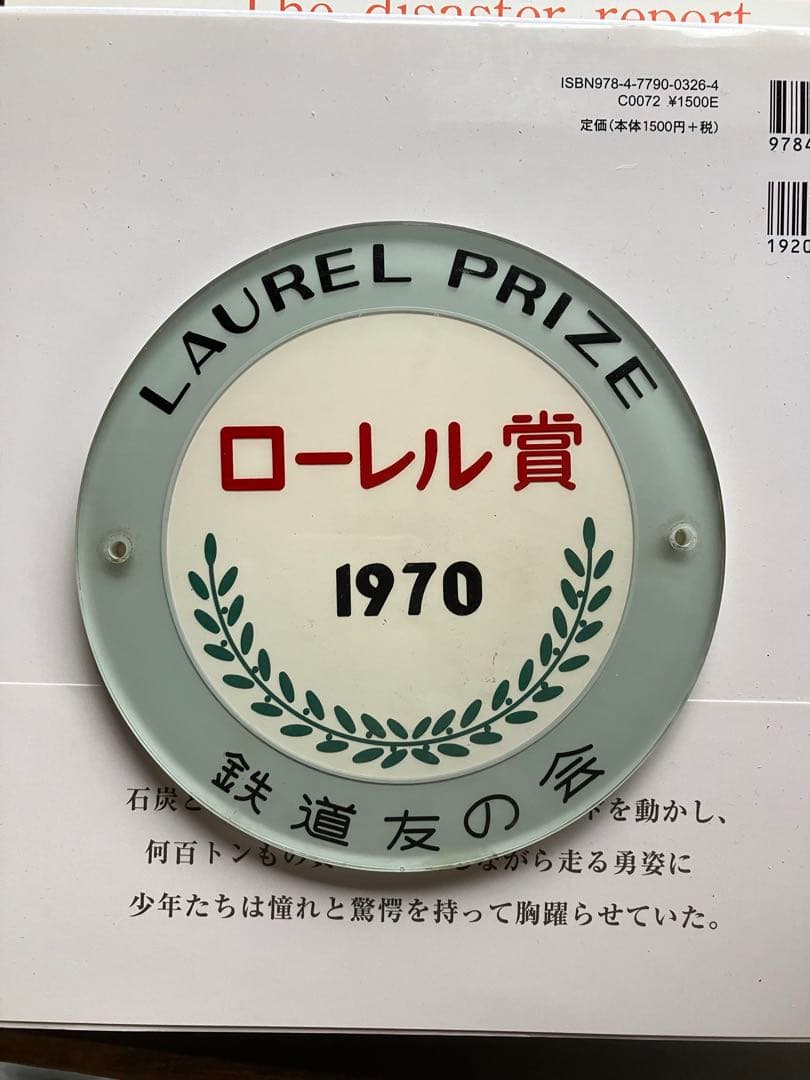 The disaster report
ISBN978-4-7790-0326-4
C0072 ¥1500E
定価(本体1500円+税)
9784
1920
LAUREL PRIZE
ローレル賞
1970
鉄道友の会
石炭と を動かし、
何百トンもの ながら走る勇姿に
少年たちは憧れと驚愕を持って胸躍らせていた。